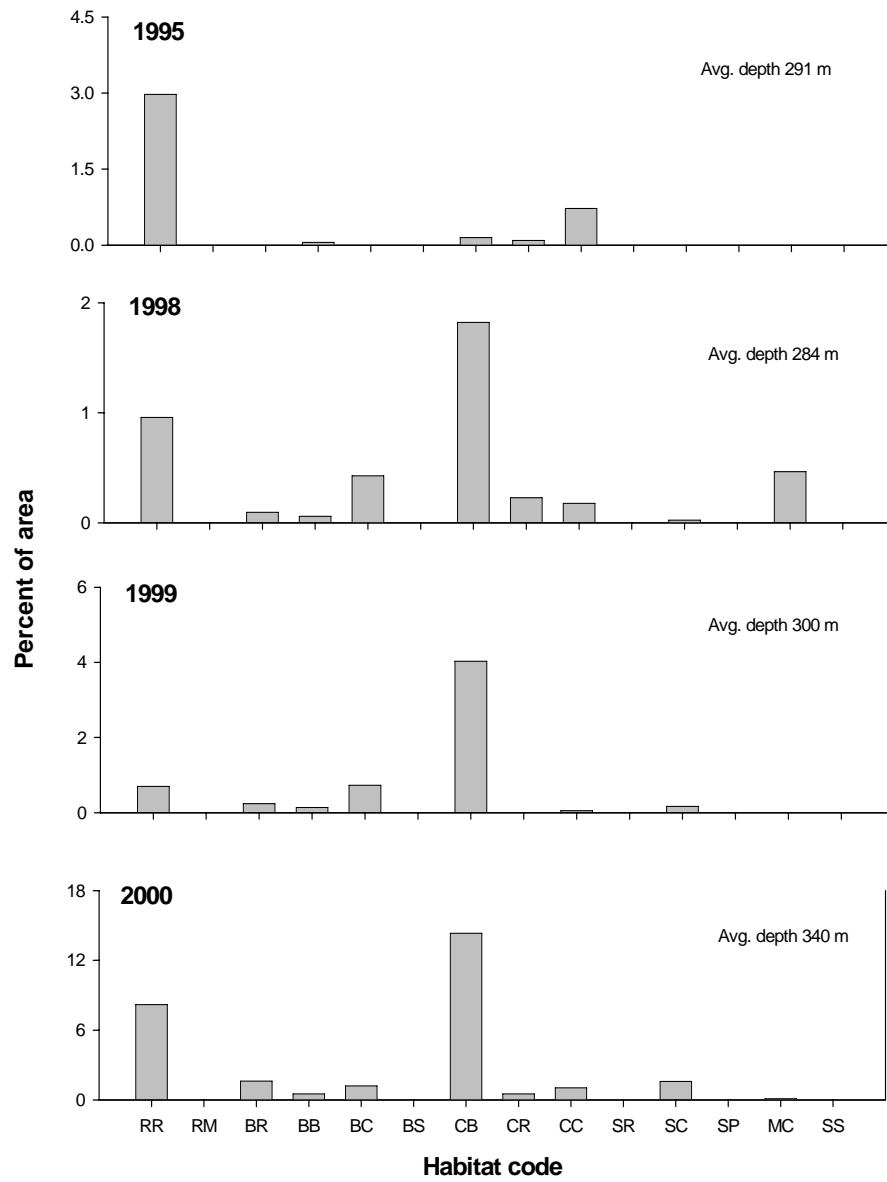 4.5
1995
Avg. depth 291 m
3.0
1.5
0.0
2
1998
Avg. depth 284 m
1
0
Percent of area
6
1999
Avg. depth 300 m
4
2
0
18
2000
Avg. depth 340 m
12
6
0
RR RM BR BB BC BS CB CR CC SR SC SP MC SS
Habitat code